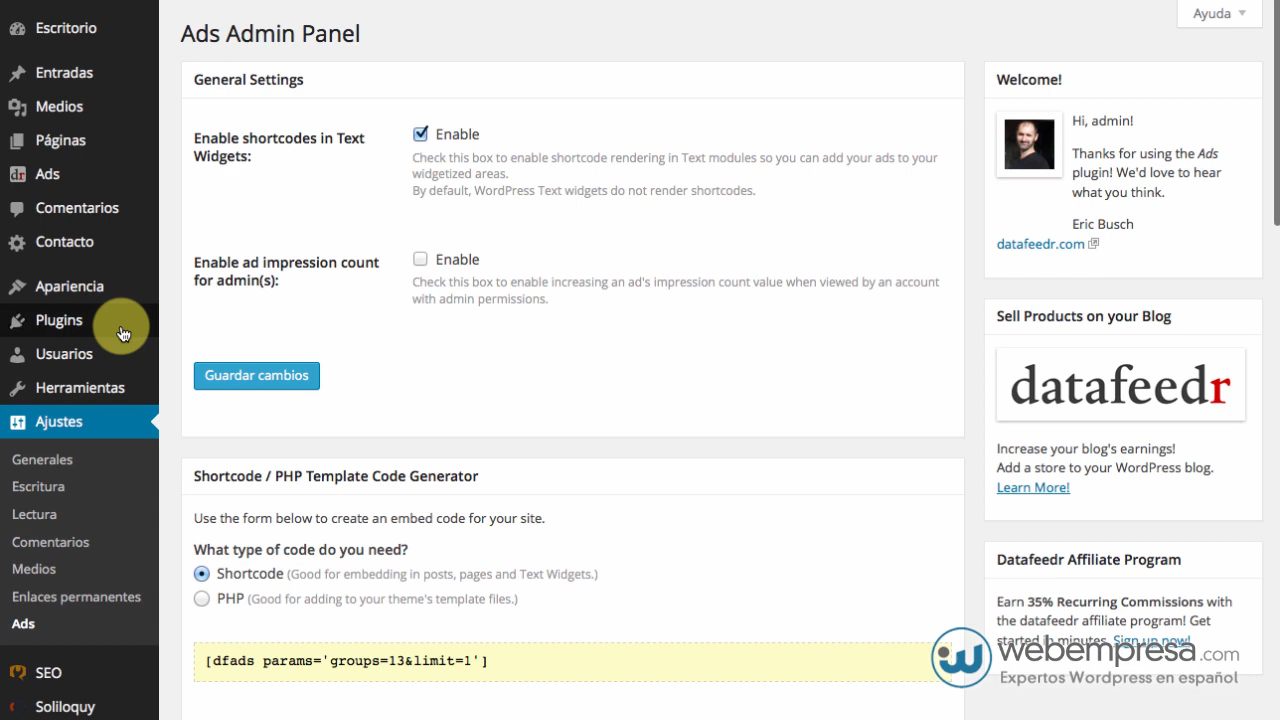 Escritorio
Entradas
Medios
Páginas
dr Ads
Comentarios
Contacto
Apariencia
Plugins
Usuarios
Herramientas
Ajustes
Generales
Escritura
Lectura
Comentarios
Medios
Enlaces permanentes
Ads
SEO
Soliloquy
Ayuda
Ads Admin Panel
General Settings
Enable shortcodes in Text
Widgets:
Enable
Check this box to enable shortcode rendering in Text modules so you can add your ads to your
widgetized areas.
By default, WordPress Text widgets do not render shortcodes.
Enable ad impression count
for admin(s):
Enable
Check this box to enable increasing an ad's impression count value when viewed by an account
with admin permissions.
Guardar cambios
Shortcode / PHP Template Code Generator
Use the form below to create an embed code for your site.
What type of code do you need?
Shortcode (Good for embedding in posts, pages and Text Widgets.)
PHP (Good for adding to your theme's template files.)
[dfads params='groups=13&limit=1']
Welcome!
Hi, admin!
Thanks for using the Ads
plugin! We'd love to hear
what you think.
Eric Busch
datafeedr.com
Sell Products on your Blog
datafeedr
Increase your blog's earnings!
Add a store to your WordPress blog.
Learn More!
Datafeedr Affiliate Program
Earn 35% Recurring Commissions with
the datafeedr affiliate program! Get
started in minutes. Sign up now!
webempresa.com
Expertos Wordpress en español